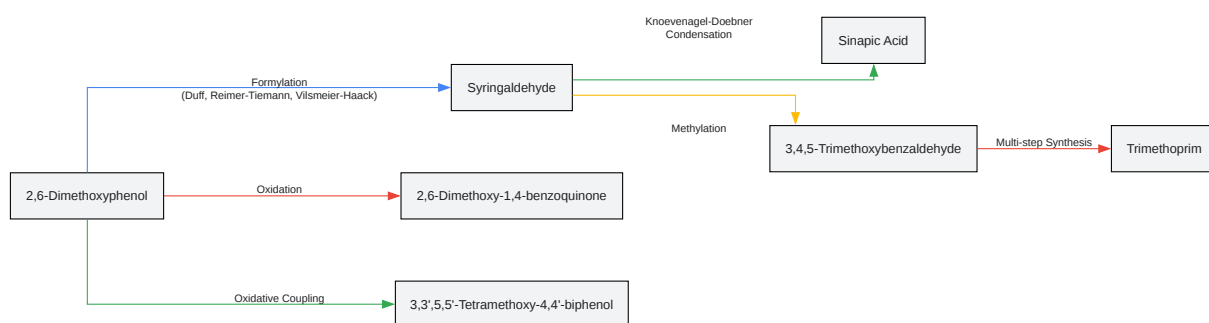 Knoevenagel-Doebner
Condensation
Sinapic Acid
Formylation
(Duff, Reimer-Tiemann, Vilsmeier-Haack)
Syringaldehyde
Methylation
3,4,5-Trimethoxybenzaldehyde
Multi-step Synthesis
Trimethoprim
2,6-Dimethoxyphenol
Oxidation
2,6-Dimethoxy-1,4-benzoquinone
Oxidative Coupling
3,3',5,5'-Tetramethoxy-4,4'-biphenol